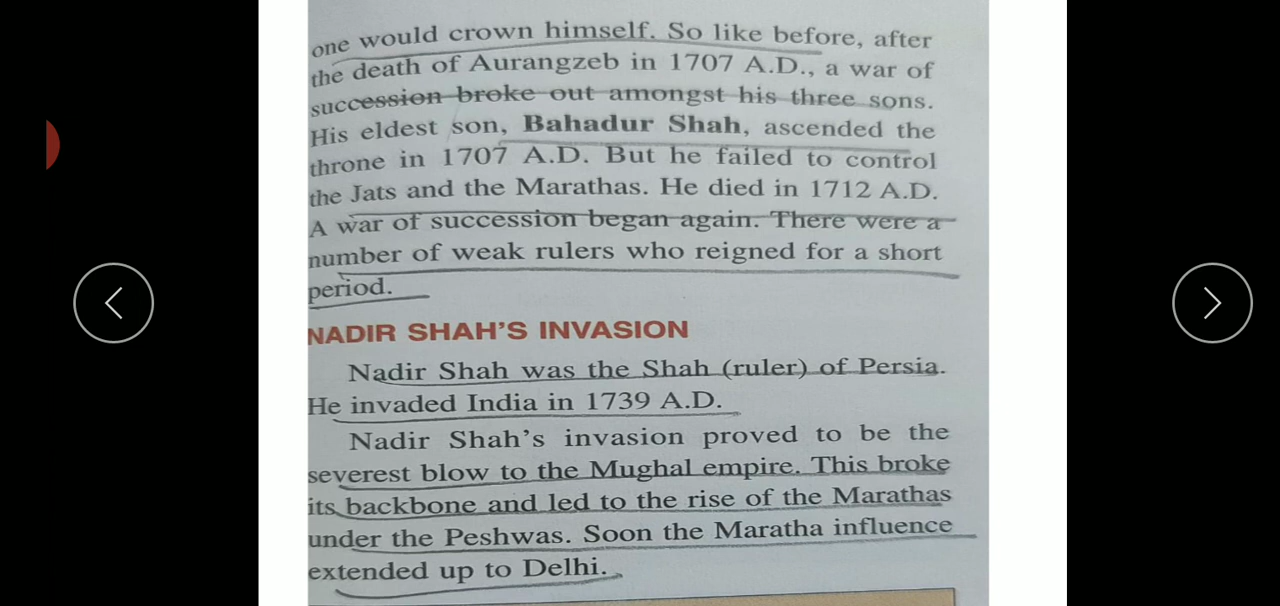 one would crown himself. So like before, after
the death of Aurangzeb in 1707 A.D., a war of
succession broke out amongst his three sons.
His eldest son, Bahadur Shah, ascended the
throne in 1707 A.D. But he failed to control
the Jats and the Marathas. He died in 1712 A.D.
A war of succession began again. There were a
number of weak rulers who reigned for a short
period.
NADIR SHAH'S INVASION
Nadir Shah was the Shah (ruler) of Persia.
He invaded India in 1739 A.D.
Nadir Shah's invasion proved to be the
severest blow to the Mughal empire. This broke
its backbone and led to the rise of the Marathas
under the Peshwas. Soon the Maratha influence
extended up to Delhi.